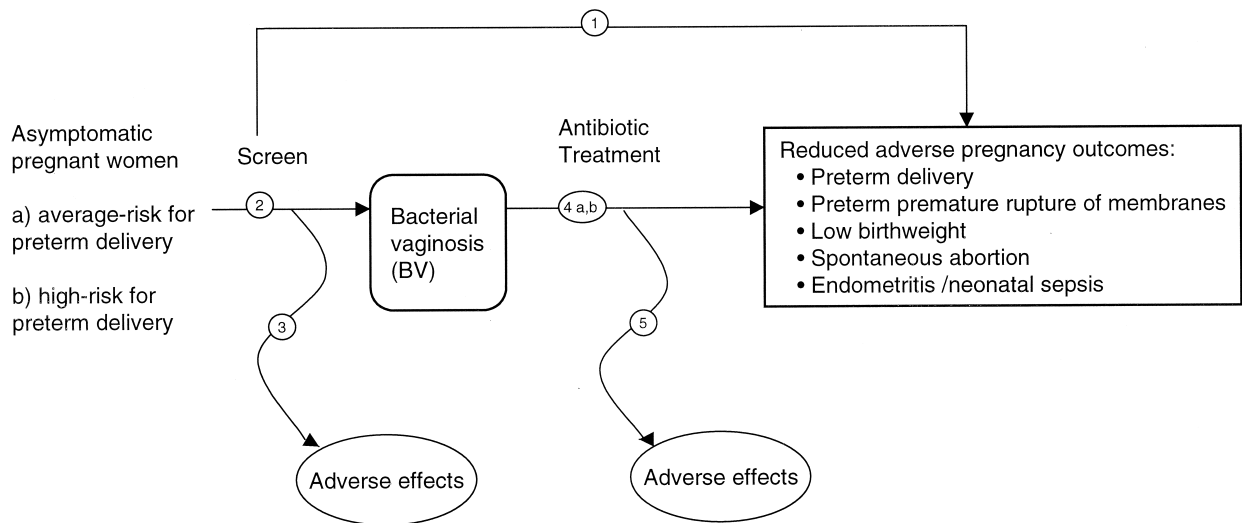 1
Asymptomatic
pregnant women
a) average-risk for
preterm delivery
b) high-risk for
preterm delivery
Screen
2
3
Adverse effects
Bacterial
vaginosis
(BV)
Antibiotic
Treatment
4 a,b
5
Adverse effects
Reduced adverse pregnancy outcomes:
• Preterm delivery
• Preterm premature rupture of membranes
• Low birthweight
• Spontaneous abortion
• Endometritis /neonatal sepsis